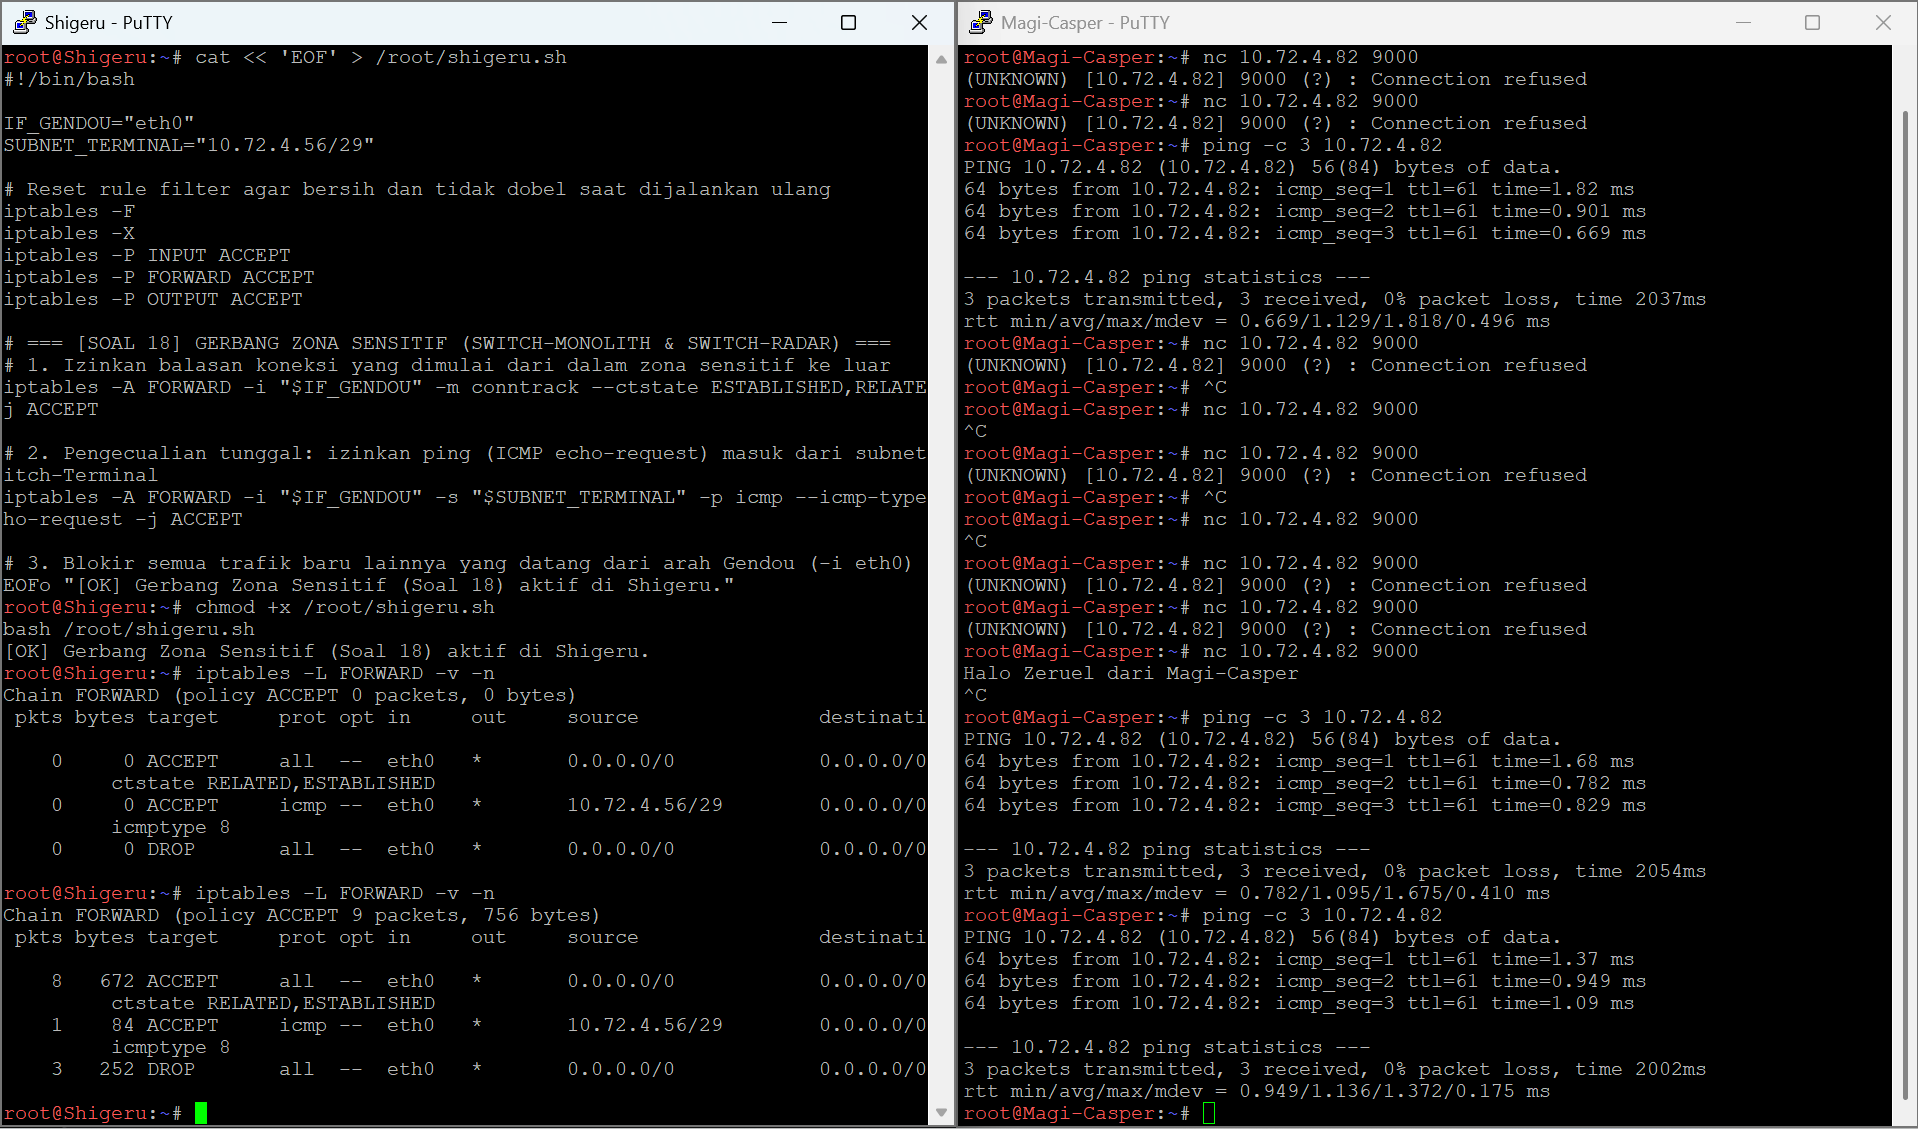 Shigeru - PuTTY
root@Shigeru:~# cat << 'EOF' > /root/shigeru.sh
#!/bin/bash
IF_GENDOU="eth0"
SUBNET_TERMINAL="10.72.4.56/29"
# Reset rule filter agar bersih dan tidak dobel saat dijalankan ulang
iptables -F
iptables -X
iptables -P INPUT ACCEPT
iptables -P FORWARD ACCEPT
iptables -P OUTPUT ACCEPT
# === [SOAL 18] GERBANG ZONA SENSITIF (SWITCH-MONOLITH & SWITCH-RADAR) ===
# 1. Izinkan balasan koneksi yang dimulai dari dalam zona sensitif ke luar
iptables -A FORWARD -i "$IF_GENDOU" -m conntrack --ctstate ESTABLISHED,RELATE
j ACCEPT
# 2. Pengecualian tunggal: izinkan ping (ICMP echo-request) masuk dari subnet
itch-Terminal
iptables -A FORWARD -i "$IF_GENDOU" -s "$SUBNET_TERMINAL" -p icmp --icmp-type
ho-request -j ACCEPT
# 3. Blokir semua trafik baru lainnya yang datang dari arah Gendou (-i eth0)
EOFo "[OK] Gerbang Zona Sensitif (Soal 18) aktif di Shigeru."
root@Shigeru:~# chmod +x /root/shigeru.sh
bash /root/shigeru.sh
[OK] Gerbang Zona Sensitif (Soal 18) aktif di Shigeru.
root@Shigeru:~# iptables -L FORWARD -v -n
Chain FORWARD (policy ACCEPT 0 packets, 0 bytes)
pkts bytes target prot opt in out source destinati
0 0 ACCEPT all -- eth0 * 0.0.0.0/0 0.0.0.0/0
ctstate RELATED,ESTABLISHED
0 0 ACCEPT icmp -- eth0 * 10.72.4.56/29 0.0.0.0/0
icmptype 8
0 0 DROP all -- eth0 * 0.0.0.0/0 0.0.0.0/0
root@Shigeru:~# iptables -L FORWARD -v -n
Chain FORWARD (policy ACCEPT 9 packets, 756 bytes)
pkts bytes target prot opt in out source destinati
8 672 ACCEPT all -- eth0 * 0.0.0.0/0 0.0.0.0/0
ctstate RELATED,ESTABLISHED
1 84 ACCEPT icmp -- eth0 * 10.72.4.56/29 0.0.0.0/0
icmptype 8
3 252 DROP all -- eth0 * 0.0.0.0/0 0.0.0.0/0
root@Shigeru:~#
Magi-Casper - PuTTY
root@Magi-Casper:~# nc 10.72.4.82 9000
(UNKNOWN) [10.72.4.82] 9000 (?) : Connection refused
root@Magi-Casper:~# nc 10.72.4.82 9000
(UNKNOWN) [10.72.4.82] 9000 (?) : Connection refused
root@Magi-Casper:~# ping -c 3 10.72.4.82
PING 10.72.4.82 (10.72.4.82) 56(84) bytes of data.
64 bytes from 10.72.4.82: icmp_seq=1 ttl=61 time=1.82 ms
64 bytes from 10.72.4.82: icmp_seq=2 ttl=61 time=0.901 ms
64 bytes from 10.72.4.82: icmp_seq=3 ttl=61 time=0.669 ms
--- 10.72.4.82 ping statistics ---
3 packets transmitted, 3 received, 0% packet loss, time 2037ms
rtt min/avg/max/mdev = 0.669/1.129/1.818/0.496 ms
root@Magi-Casper:~# nc 10.72.4.82 9000
(UNKNOWN) [10.72.4.82] 9000 (?) : Connection refused
root@Magi-Casper:~# ^C
root@Magi-Casper:~# nc 10.72.4.82 9000
^C
root@Magi-Casper:~# nc 10.72.4.82 9000
(UNKNOWN) [10.72.4.82] 9000 (?) : Connection refused
root@Magi-Casper:~# ^C
root@Magi-Casper:~# nc 10.72.4.82 9000
^C
root@Magi-Casper:~# nc 10.72.4.82 9000
(UNKNOWN) [10.72.4.82] 9000 (?) : Connection refused
root@Magi-Casper:~# nc 10.72.4.82 9000
(UNKNOWN) [10.72.4.82] 9000 (?) : Connection refused
root@Magi-Casper:~# nc 10.72.4.82 9000
Halo Zeruel dari Magi-Casper
^C
root@Magi-Casper:~# ping -c 3 10.72.4.82
PING 10.72.4.82 (10.72.4.82) 56(84) bytes of data.
64 bytes from 10.72.4.82: icmp_seq=1 ttl=61 time=1.68 ms
64 bytes from 10.72.4.82: icmp_seq=2 ttl=61 time=0.782 ms
64 bytes from 10.72.4.82: icmp_seq=3 ttl=61 time=0.829 ms
--- 10.72.4.82 ping statistics ---
3 packets transmitted, 3 received, 0% packet loss, time 2054ms
rtt min/avg/max/mdev = 0.782/1.095/1.675/0.410 ms
root@Magi-Casper:~# ping -c 3 10.72.4.82
PING 10.72.4.82 (10.72.4.82) 56(84) bytes of data.
64 bytes from 10.72.4.82: icmp_seq=1 ttl=61 time=1.37 ms
64 bytes from 10.72.4.82: icmp_seq=2 ttl=61 time=0.949 ms
64 bytes from 10.72.4.82: icmp_seq=3 ttl=61 time=1.09 ms
--- 10.72.4.82 ping statistics ---
3 packets transmitted, 3 received, 0% packet loss, time 2002ms
rtt min/avg/max/mdev = 0.949/1.136/1.372/0.175 ms
root@Magi-Casper:~#